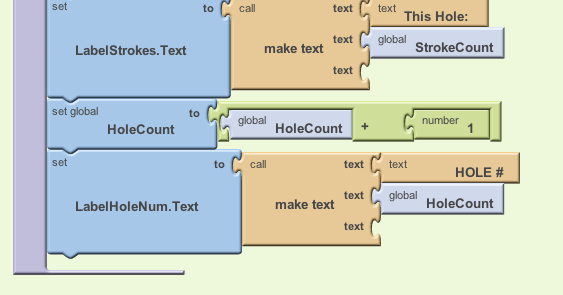 set to call text text This Hole:
LabelStrokes.Text make text text global StrokeCount
text
set global HoleCount to global HoleCount + number 1
set to call text text HOLE #
LabelHoleNum.Text make text text global HoleCount
text